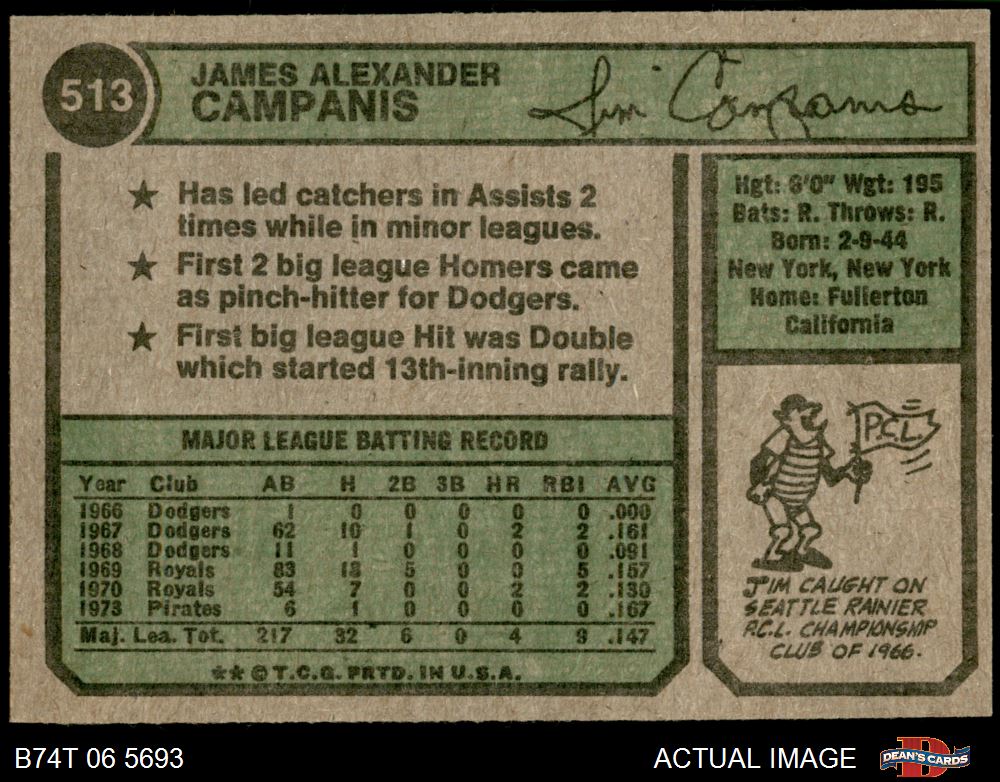 513
JAMES ALEXANDER
CAMPANIS
Jim Campanis
★ Has led catchers in Assists 2
times while in minor leagues.
★ First 2 big league Homers came
as pinch-hitter for Dodgers.
★ First big league Hit was Double
which started 13th-inning rally.
Hgt: 6'0" Wgt: 195
Bats: R. Throws: R.
Born: 2-9-44
New York, New York
Home: Fullerton
California
MAJOR LEAGUE BATTING RECORD
Year Club AB H 2B 3B HR RBI AVG
1966 Dodgers 1 0 0 0 0 0 .000
1967 Dodgers 62 10 1 0 2 2 .161
1968 Dodgers 11 1 0 0 0 0 .091
1969 Royals 83 13 5 0 0 5 .157
1970 Royals 54 7 0 0 2 2 .130
1973 Pirates 6 1 0 0 0 0 .167
Maj. Lea. Tot. 217 32 6 0 4 9 .147
★★©T.C.G. PRTD. IN U.S.A.
P.C.L.
JIM CAUGHT ON
SEATTLE RAINIER
P.C.L. CHAMPIONSHIP
CLUB OF 1966.
B74T 06 5693
ACTUAL IMAGE
DEAN'S CARDS